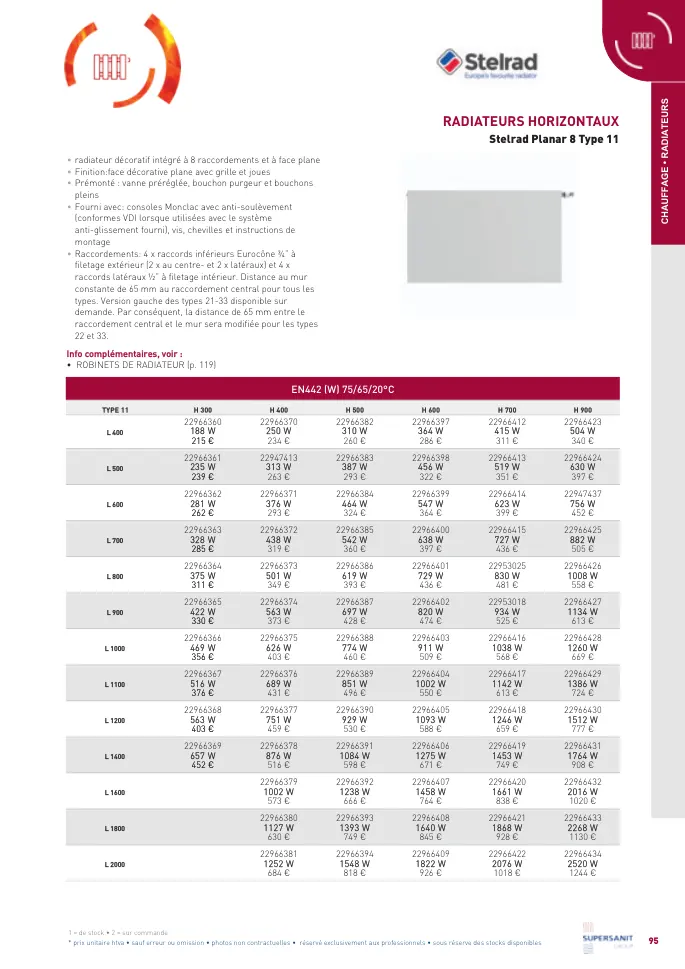 Stelrad
Europe's favourite radiator
RADIATEURS HORIZONTAUX
Stelrad Planar 8 Type 11
CHAUFFAGE • RADIATEURS
• radiateur décoratif intégré à 8 raccordements et à face plane
• Finition:face décorative plane avec grille et joues
• Prémonté : vanne préréglée, bouchon purgeur et bouchons
pleins
• Fourni avec: consoles Monclac avec anti-soulèvement
(conformes VDI lorsque utilisées avec le système
anti-glissement fourni), vis, chevilles et instructions de
montage
• Raccordements: 4 x raccords inférieurs Eurocône ¾" à
filetage extérieur (2 x au centre- et 2 x latéraux) et 4 x
raccords latéraux ½" à filetage intérieur. Distance au mur
constante de 65 mm au raccordement central pour tous les
types. Version gauche des types 21-33 disponible sur
demande. Par conséquent, la distance de 65 mm entre le
raccordement central et le mur sera modifiée pour les types
22 et 33.
Info complémentaires, voir :
• ROBINETS DE RADIATEUR (p. 119)
EN442 (W) 75/65/20°C
TYPE 11 H 300 H 400 H 500 H 600 H 700 H 900
22966360 22966370 22966382 22966397 22966412 22966423
L 400 188 W 250 W 310 W 364 W 415 W 504 W
215 € 234 € 260 € 286 € 311 € 340 €
22966361 22947413 22966383 22966398 22966413 22966424
L 500 235 W 313 W 387 W 456 W 519 W 630 W
239 € 263 € 293 € 322 € 351 € 397 €
22966362 22966371 22966384 22966399 22966414 22947437
L 600 281 W 376 W 464 W 547 W 623 W 756 W
262 € 293 € 324 € 364 € 399 € 452 €
22966363 22966372 22966385 22966400 22966415 22966425
L 700 328 W 438 W 542 W 638 W 727 W 882 W
285 € 319 € 360 € 397 € 436 € 505 €
22966364 22966373 22966386 22966401 22953025 22966426
L 800 375 W 501 W 619 W 729 W 830 W 1008 W
311 € 349 € 393 € 436 € 481 € 558 €
22966365 22966374 22966387 22966402 22953018 22966427
L 900 422 W 563 W 697 W 820 W 934 W 1134 W
330 € 373 € 428 € 474 € 525 € 613 €
22966366 22966375 22966388 22966403 22966416 22966428
L 1000 469 W 626 W 774 W 911 W 1038 W 1260 W
356 € 403 € 460 € 509 € 568 € 669 €
22966367 22966376 22966389 22966404 22966417 22966429
L 1100 516 W 689 W 851 W 1002 W 1142 W 1386 W
376 € 431 € 496 € 550 € 613 € 724 €
22966368 22966377 22966390 22966405 22966418 22966430
L 1200 563 W 751 W 929 W 1093 W 1246 W 1512 W
403 € 459 € 530 € 588 € 659 € 777 €
22966369 22966378 22966391 22966406 22966419 22966431
L 1400 657 W 876 W 1084 W 1275 W 1453 W 1764 W
452 € 516 € 598 € 671 € 749 € 908 €
22966379 22966392 22966407 22966420 22966432
L 1600 1002 W 1238 W 1458 W 1661 W 2016 W
573 € 666 € 764 € 838 € 1020 €
22966380 22966393 22966408 22966421 22966433
L 1800 1127 W 1393 W 1640 W 1868 W 2268 W
630 € 749 € 845 € 928 € 1130 €
22966381 22966394 22966409 22966422 22966434
L 2000 1252 W 1548 W 1822 W 2076 W 2520 W
684 € 818 € 926 € 1018 € 1244 €
1 = de stock • 2 = sur commande
* prix unitaire htva • sauf erreur ou omission • photos non contractuelles • réservé exclusivement aux professionnels • sous réserve des stocks disponibles
SUPERSANIT
GROUP
95